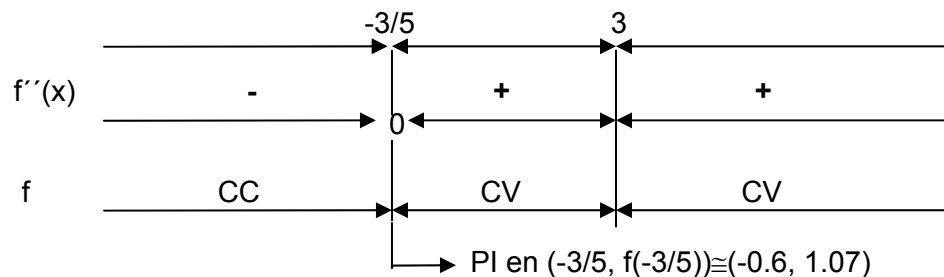 -3/5 3
f´´(x) - + +
0
f CC CV CV
PI en (-3/5, f(-3/5))≅(-0.6, 1.07)